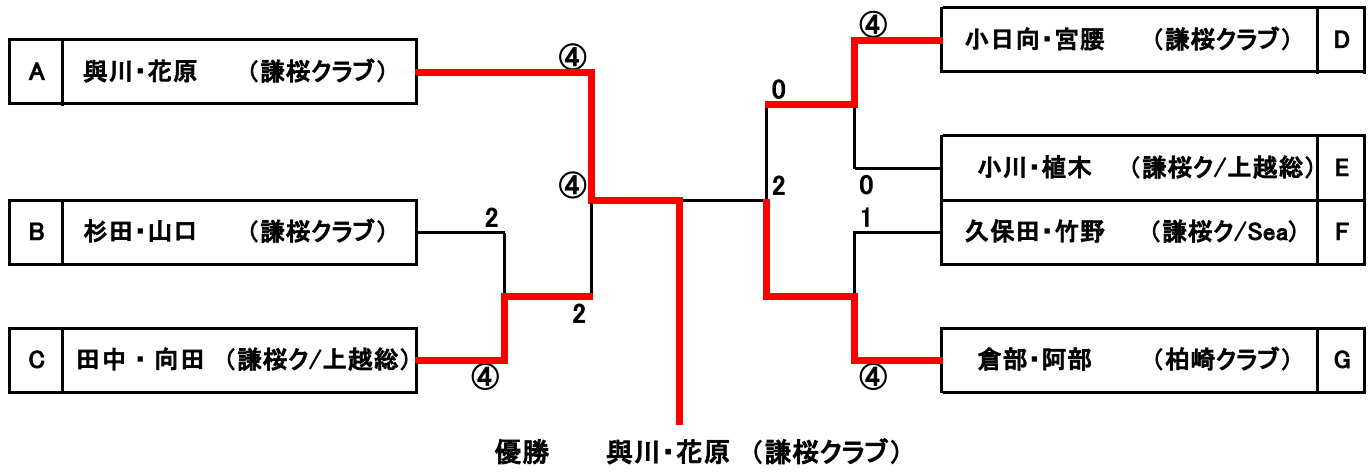 ④
小日向・宮腰 (謙桜クラブ) D
④
A 與川・花原 (謙桜クラブ)
0
小川・植木 (謙桜ク/上越総) E
④ 2 0
2 1
B 杉田・山口 (謙桜クラブ)
久保田・竹野 (謙桜ク/Sea) F
2
C 田中・向田 (謙桜ク/上越総)
倉部・阿部 (柏崎クラブ) G
④ ④
優勝 與川・花原 (謙桜クラブ)